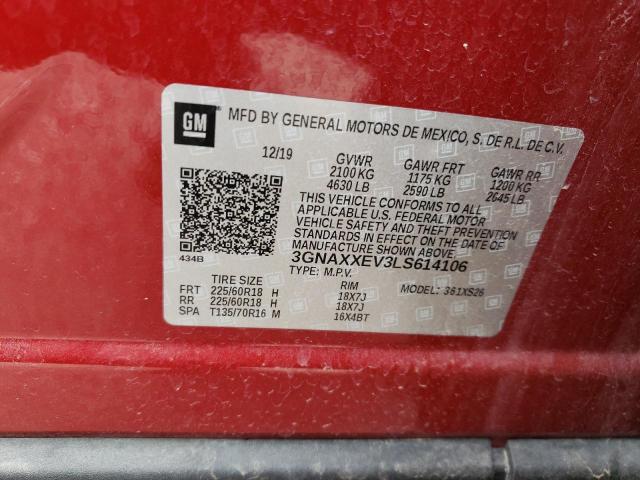 GM
MFD BY GENERAL MOTORS DE MEXICO, S. DE R.L. DE C.V.
12/19 GVWR GAWR FRT GAWR RR
2100 KG 1175 KG 1200 KG
4630 LB 2590 LB 2645 LB
THIS VEHICLE CONFORMS TO ALL
APPLICABLE U.S. FEDERAL MOTOR
VEHICLE SAFETY AND THEFT PREVENTION
STANDARDS IN EFFECT ON THE DATE OF
MANUFACTURE SHOWN ABOVE.
434B 3GNAXXEV3LS614106
TYPE: M.P.V. MODEL: 361XS26
TIRE SIZE RIM
FRT 225/60R18 H 18X7J
RR 225/60R18 H 18X7J
SPA T135/70R16 M 16X4BT